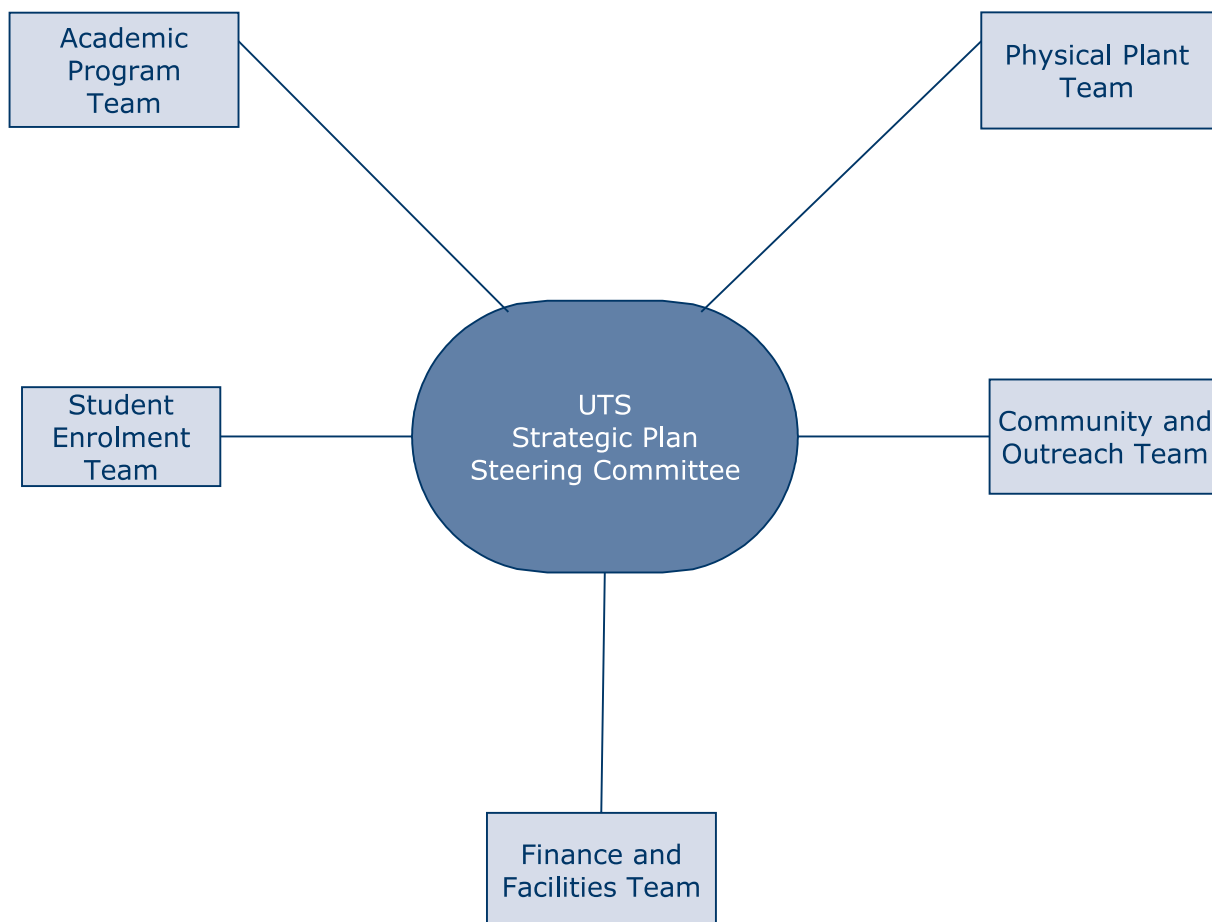 Academic
Program
Team
Physical Plant
Team
Student
Enrolment
Team
UTS
Strategic Plan
Steering Committee
Community and
Outreach Team
Finance and
Facilities Team